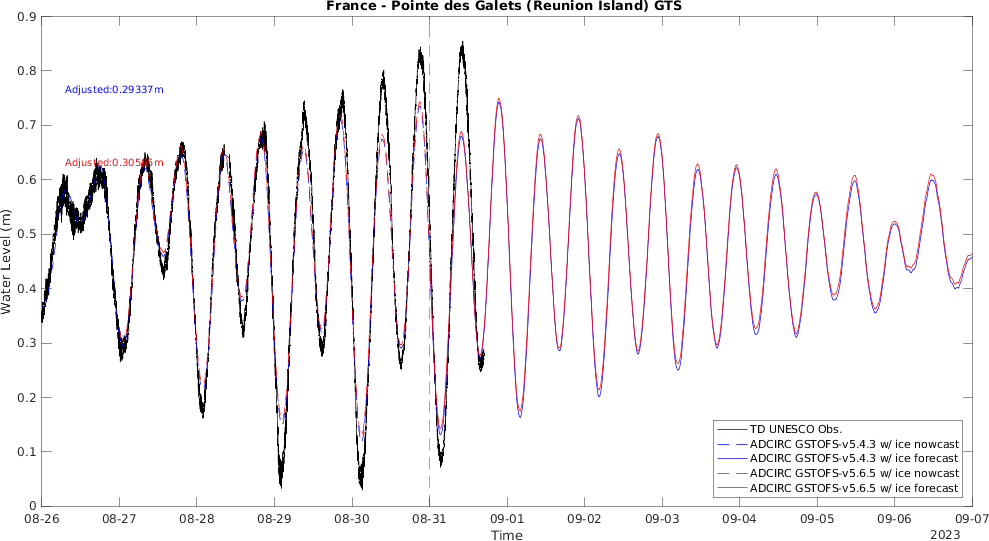 France - Pointe des Galets (Reunion Island) GTS
Water Level (m)
0.9
0.8
0.7
0.6
0.5
0.4
0.3
0.2
0.1
0
Adjusted:0.29337m
TD UNESCO Obs.
ADCIRC GSTOFS-v5.4.3 w/ ice nowcast
ADCIRC GSTOFS-v5.4.3 w/ ice forecast
ADCIRC GSTOFS-v5.6.5 w/ ice nowcast
ADCIRC GSTOFS-v5.6.5 w/ ice forecast
08-26 08-27 08-28 08-29 08-30 08-31 09-01 09-02 09-03 09-04 09-05 09-06 09-07
Time
2023